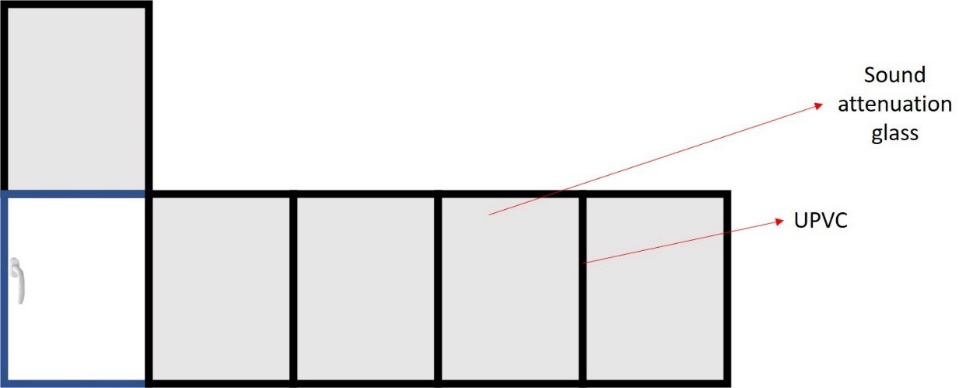 Sound
attenuation
glass
UPVC